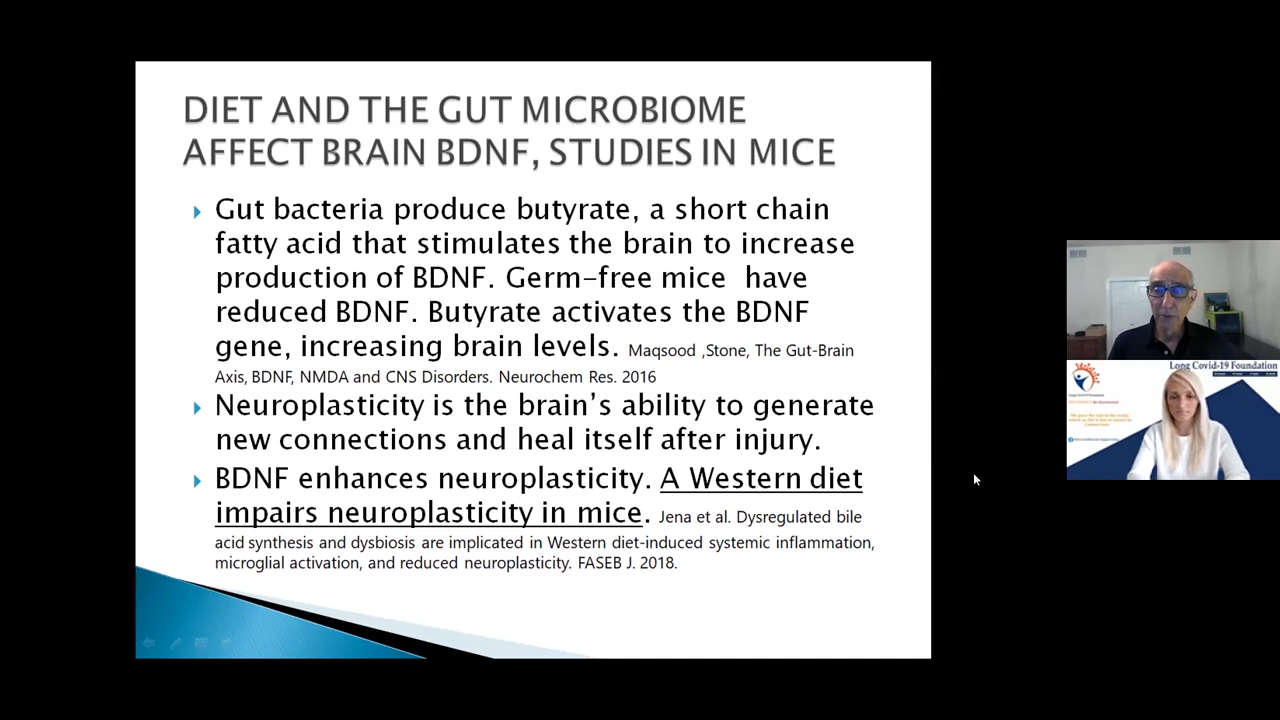 DIET AND THE GUT MICROBIOME
AFFECT BRAIN BDNF, STUDIES IN MICE
Gut bacteria produce butyrate, a short chain
fatty acid that stimulates the brain to increase
production of BDNF. Germ-free mice have
reduced BDNF. Butyrate activates the BDNF
gene, increasing brain levels. Maqsood ,Stone, The Gut-Brain
Axis, BDNF, NMDA and CNS Disorders. Neurochem Res. 2016
Neuroplasticity is the brain's ability to generate
new connections and heal itself after injury.
BDNF enhances neuroplasticity. A Western diet
impairs neuroplasticity in mice. Jena et al. Dysregulated bile
acid synthesis and dysbiosis are implicated in Western diet-induced systemic inflammation,
microglial activation, and reduced neuroplasticity. FASEB J. 2018.
Long Covid-19 Foundation